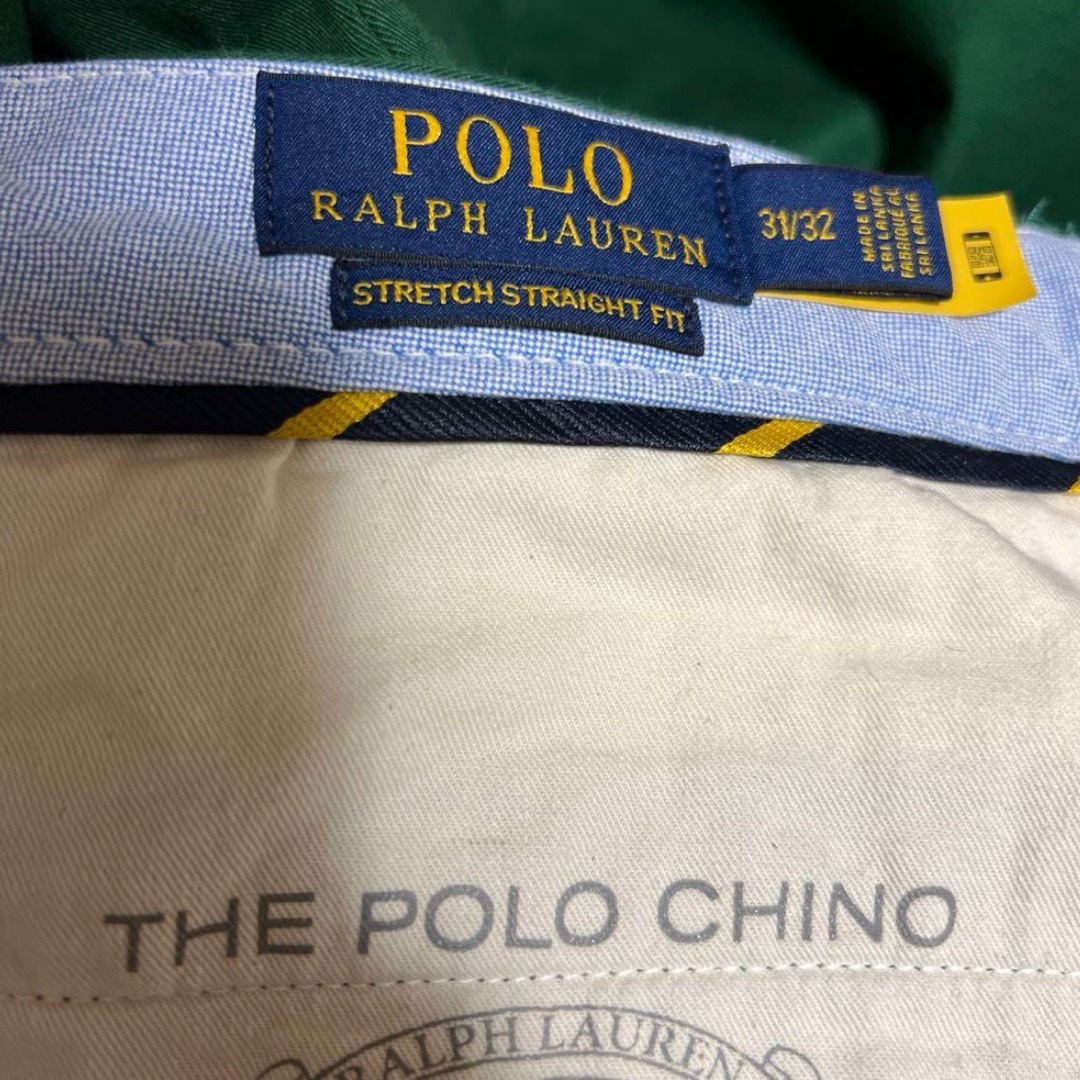 POLO
RALPH LAUREN
STRETCH STRAIGHT FIT
31/32
MADE IN
SRI LANKA
FABRIQUÉ AU
SRI LANKA
THE POLO CHINO
RALPH LAUREN